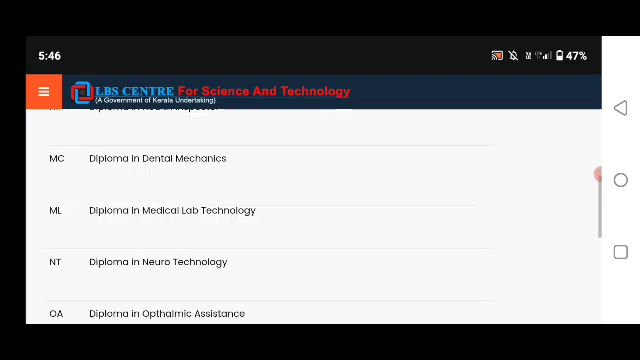 5:46
47%
LBS CENTRE For Science And Technology
(A Government of Kerala Undertaking)
MC Diploma in Dental Mechanics
ML Diploma in Medical Lab Technology
NT Diploma in Neuro Technology
OA Diploma in Opthalmic Assistance